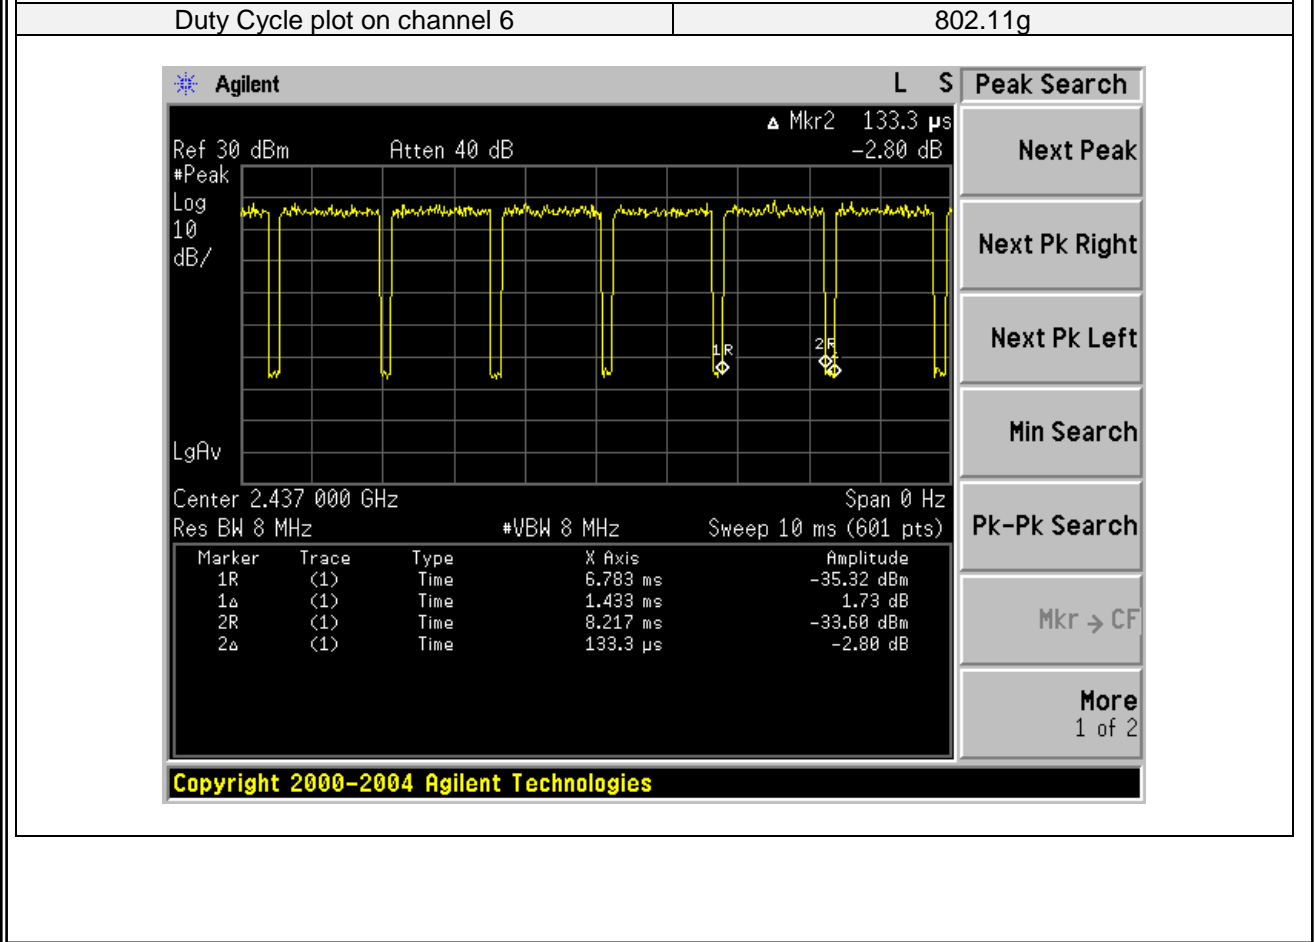 Duty Cycle plot on channel 6 802.11g
Agilent L S Peak Search
Δ Mkr2 133.3 µs
Ref 30 dBm Atten 40 dB -2.80 dB
#Peak
Log
10
dB/
1R 2R
LgAv
Center 2.437 000 GHz Span 0 Hz
Res BW 8 MHz #VBW 8 MHz Sweep 10 ms (601 pts)
Marker Trace Type X Axis Amplitude
1R (1) Time 6.783 ms -35.32 dBm
1Δ (1) Time 1.433 ms 1.73 dB
2R (1) Time 8.217 ms -33.60 dBm
2Δ (1) Time 133.3 µs -2.80 dB
Next Peak
Next Pk Right
Next Pk Left
Min Search
Pk-Pk Search
Mkr → CF
More
1 of 2
Copyright 2000-2004 Agilent Technologies